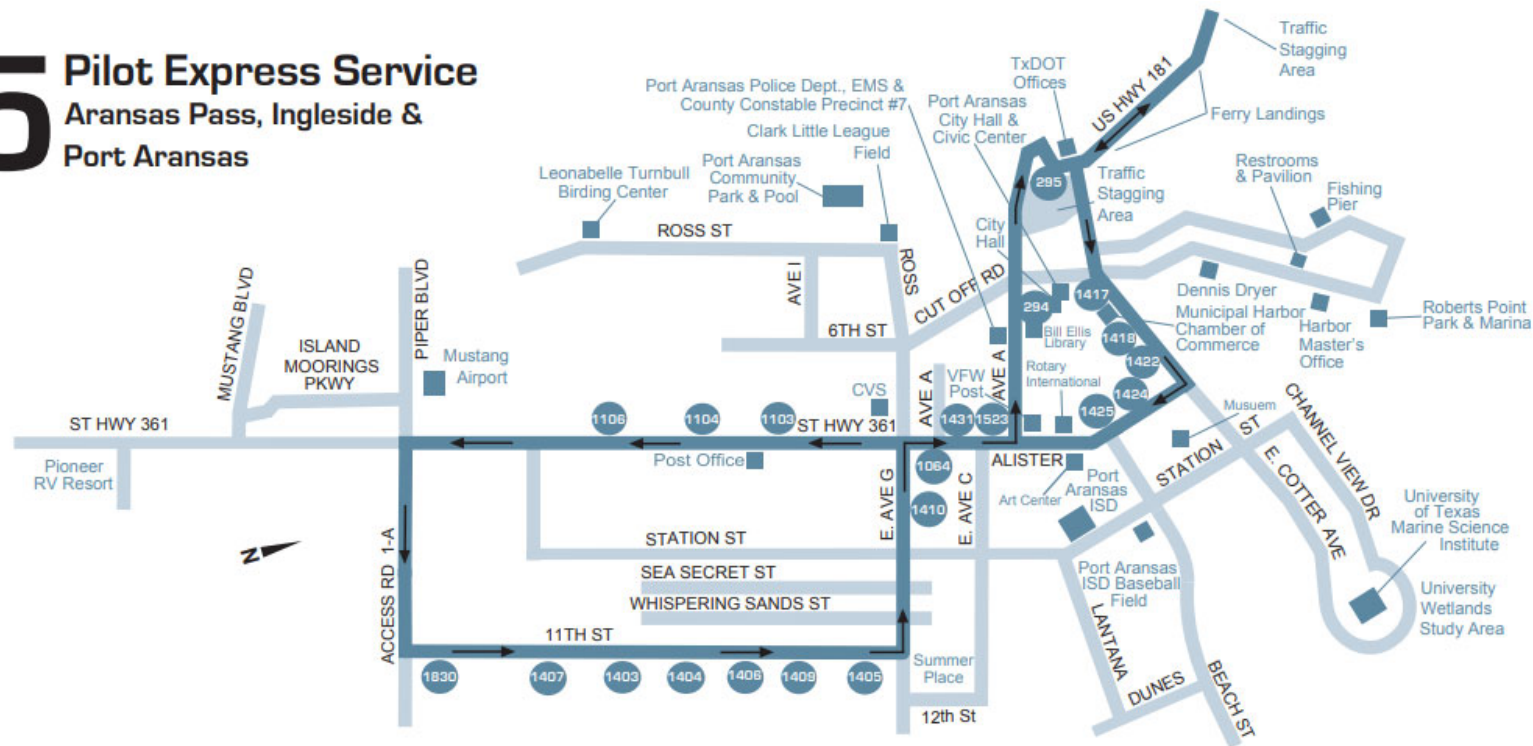 5
Pilot Express Service
Aransas Pass, Ingleside &
Port Aransas
Port Aransas Police Dept., EMS &
County Constable Precinct #7
Clark Little League
Field
Port Aransas
Community
Park & Pool
Leonabelle Turnbull
Birding Center
Port Aransas
City Hall &
Civic Center
TxDOT
Offices
US HWY 181
Traffic
Stagging
Area
Ferry Landings
295
Traffic
Stagging
Area
Restrooms
& Pavilion
Fishing
Pier
City
Hall
ROSS ST
ROSS
AVE I
6TH ST
CUT OFF RD
MUSTANG BLVD
ISLAND
MOORINGS
PKWY
PIPER BLVD
Mustang
Airport
294
Bill Ellis
Library
1417
1418
1422
1424
1425
Dennis Dryer
Municipal Harbor
Chamber of
Commerce
Harbor
Master's
Office
Roberts Point
Park & Marina
CVS
AVE A
AVE A
VFW
Post
Rotary
International
ST HWY 361
1106
1104
1103
ST HWY 361
1431
1523
Pioneer
RV Resort
Post Office
E. AVE G
1064
1410
E. AVE C
ALISTER
Art Center
Port
Aransas
ISD
Musuem
STATION ST
CHANNEL VIEW DR
E. COTTER AVE
University
of Texas
Marine Science
Institute
University
Wetlands
Study Area
N
ACCESS RD 1-A
STATION ST
SEA SECRET ST
WHISPERING SANDS ST
11TH ST
Port Aransas
ISD Baseball
Field
1830
1407
1403
1404
1406
1409
1405
Summer
Place
12th St
LANTANA
DUNES
BEACH ST